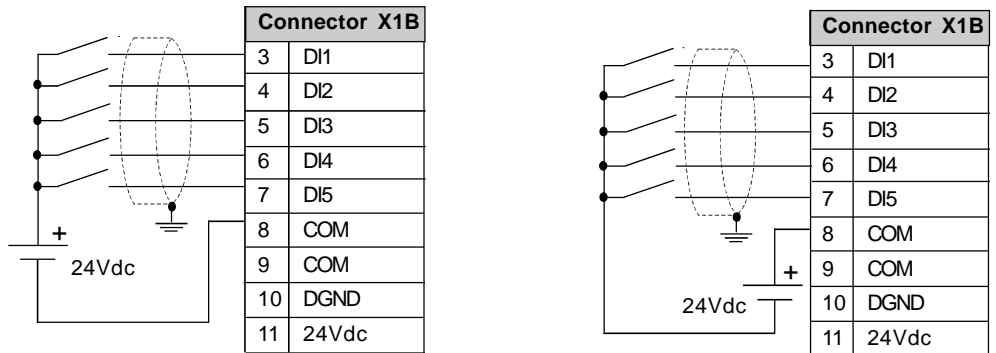 Connector X1B
3 DI1
4 DI2
5 DI3
6 DI4
7 DI5
8 COM
9 COM
10 DGND
11 24Vdc
+
24Vdc
Connector X1B
3 DI1
4 DI2
5 DI3
6 DI4
7 DI5
8 COM
9 COM
10 DGND
11 24Vdc
+
24Vdc